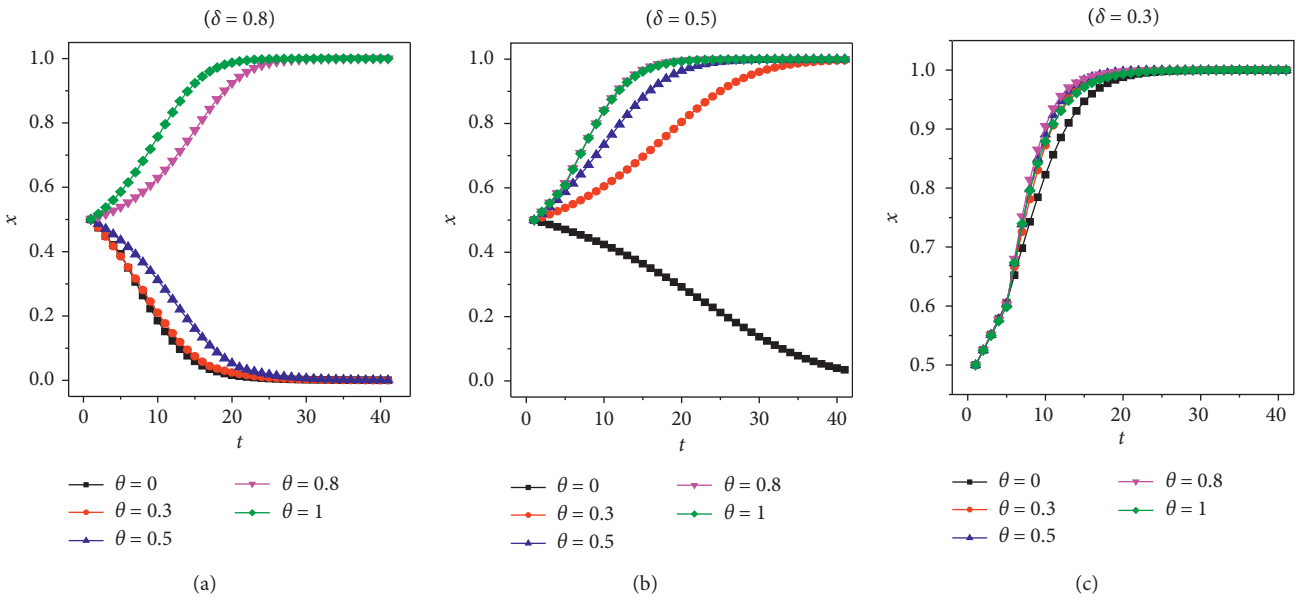 (δ = 0.8)
1.0
0.8
0.6
0.4
0.2
0.0
x
0
10
20
30
40
t
θ = 0
θ = 0.8
θ = 0.3
θ = 1
θ = 0.5
(a)
(δ = 0.5)
1.0
0.8
0.6
0.4
0.2
0.0
x
0
10
20
30
40
t
θ = 0
θ = 0.8
θ = 0.3
θ = 1
θ = 0.5
(b)
(δ = 0.3)
1.0
0.9
0.8
0.7
0.6
0.5
x
0
10
20
30
40
t
θ = 0
θ = 0.8
θ = 0.3
θ = 1
θ = 0.5
(c)